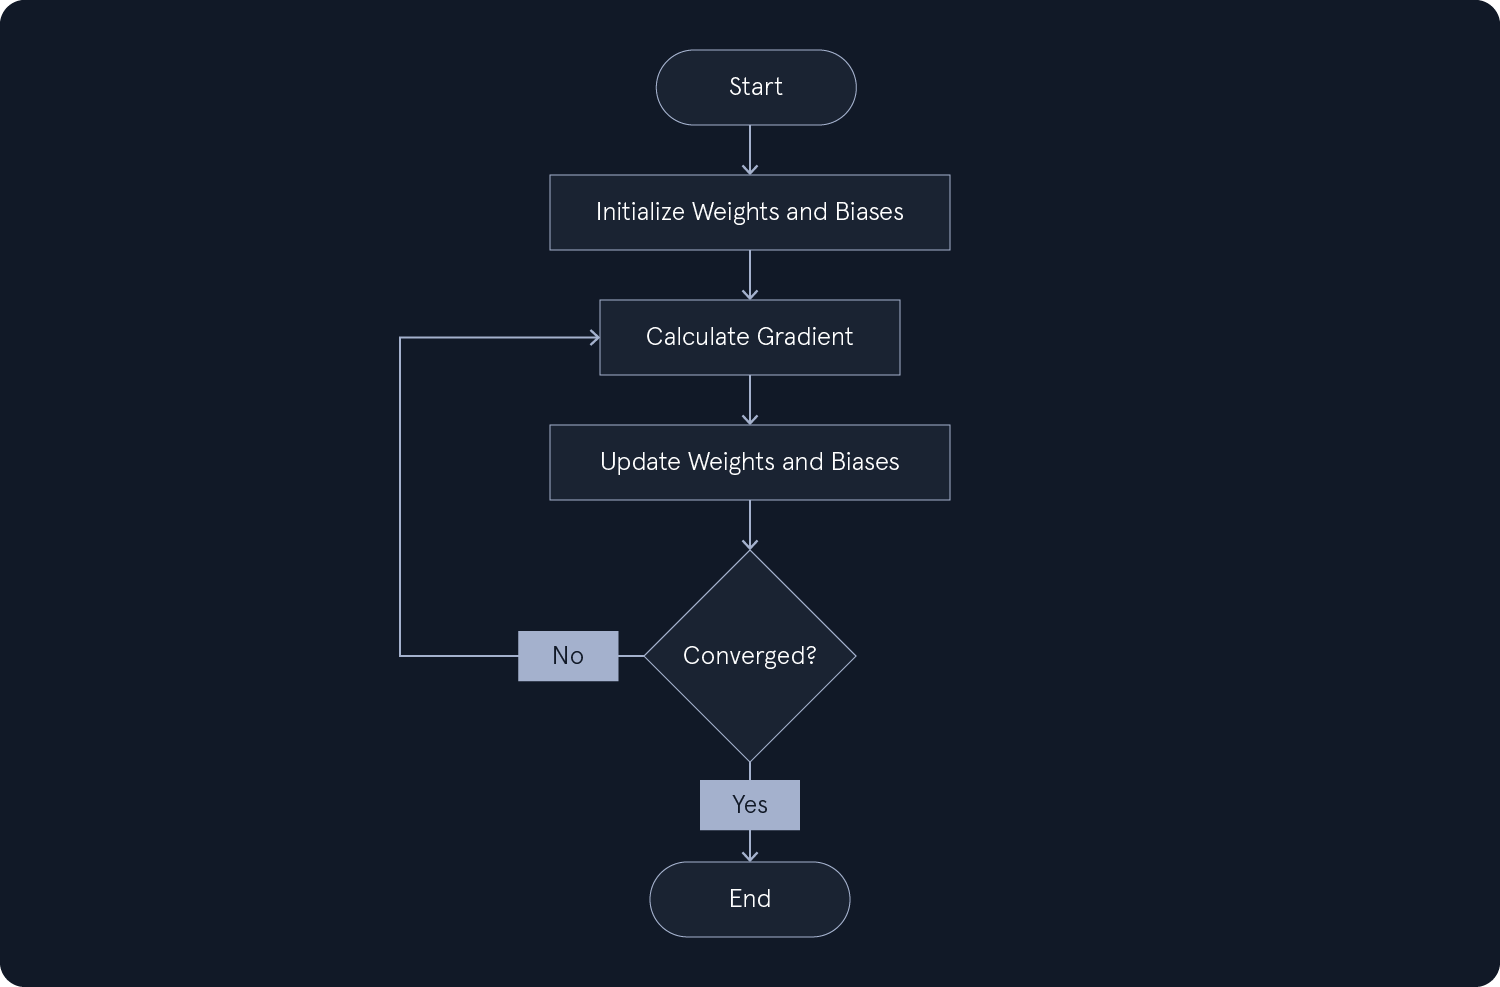 Start
Initialize Weights and Biases
Calculate Gradient
Update Weights and Biases
Converged?
No
Yes
End